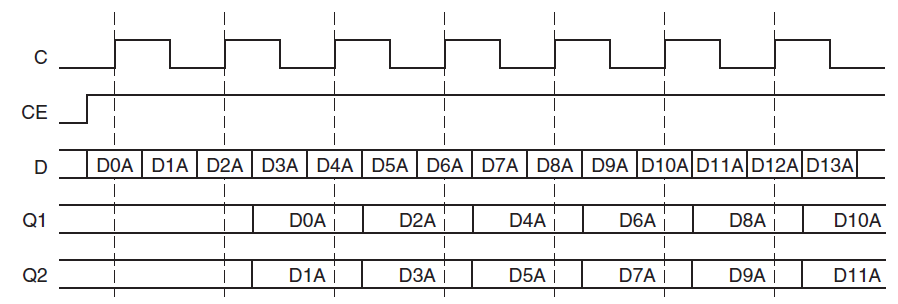 C
CE
D D0A D1A D2A D3A D4A D5A D6A D7A D8A D9A D10A D11A D12A D13A
Q1 D0A D2A D4A D6A D8A D10A
Q2 D1A D3A D5A D7A D9A D11A